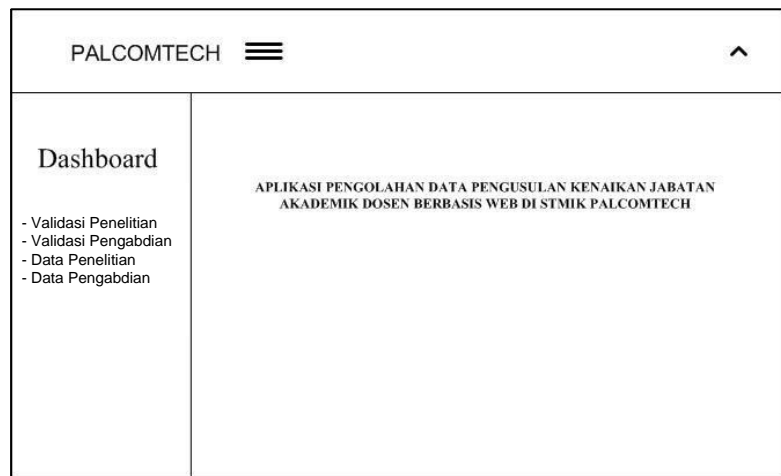 PALCOMTECH
Dashboard
- Validasi Penelitian
- Validasi Pengabdian
- Data Penelitian
- Data Pengabdian
APLIKASI PENGOLAHAN DATA PENGUSULAN KENAIKAN JABATAN
AKADEMIK DOSEN BERBASIS WEB DI STMIK PALCOMTECH